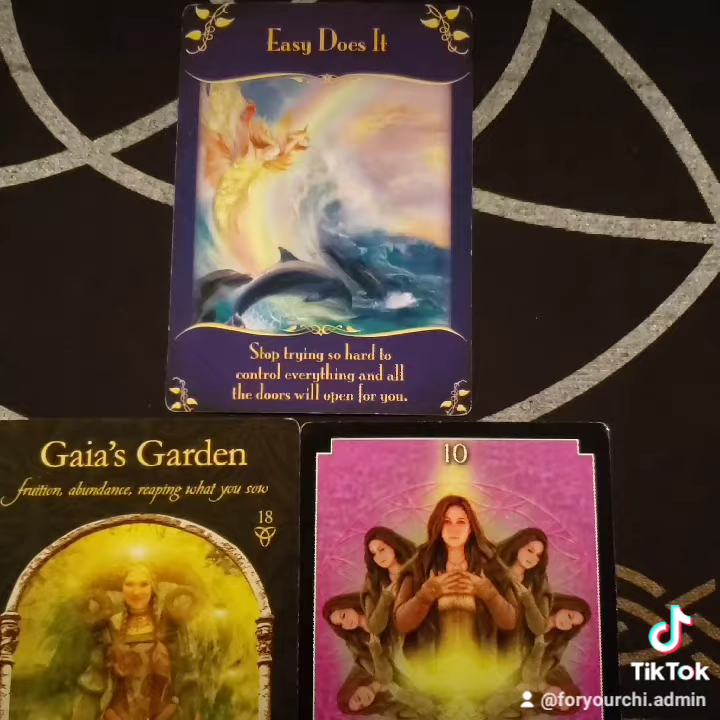 Easy Does It
Stop trying so hard to
control everything and all
the doors will open for you.
Gaia's Garden
fruition, abundance, reaping what you sow
18
10
TikTok
@foryourchi.admin